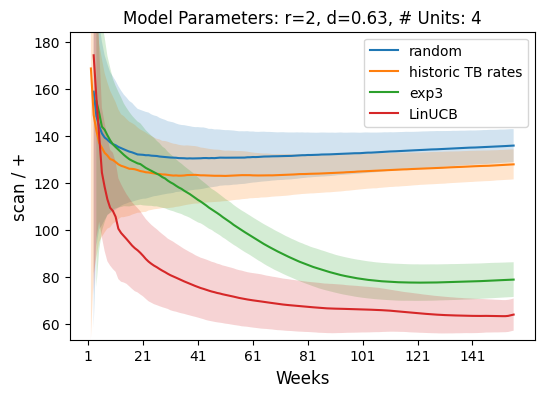 Model Parameters: r=2, d=0.63, # Units: 4
random
historic TB rates
exp3
LinUCB
scan / +
180
160
140
120
100
80
60
1 21 41 61 81 101 121 141
Weeks